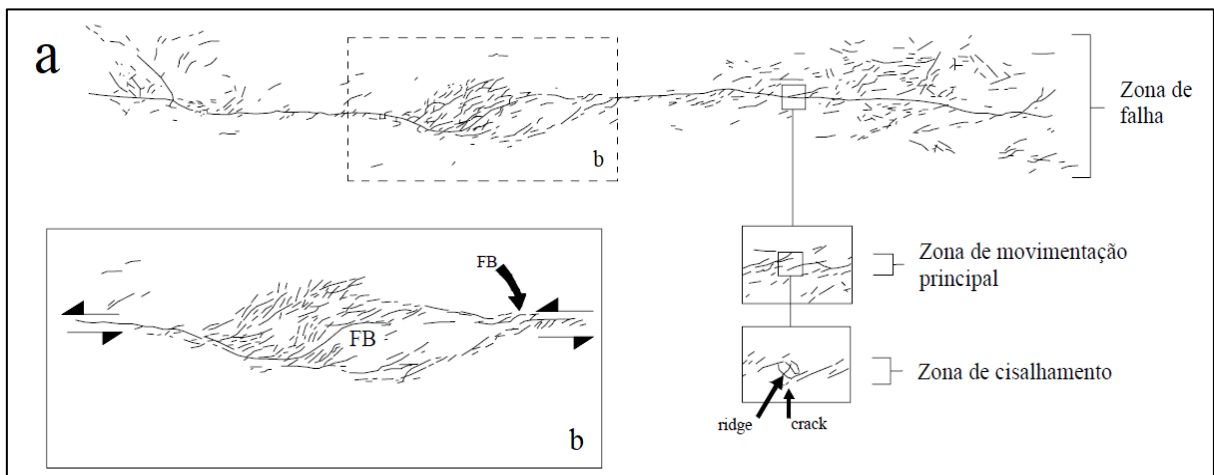 a
b
Zona de
falha
FB
FB
b
Zona de movimentação
principal
Zona de cisalhamento
ridge
crack